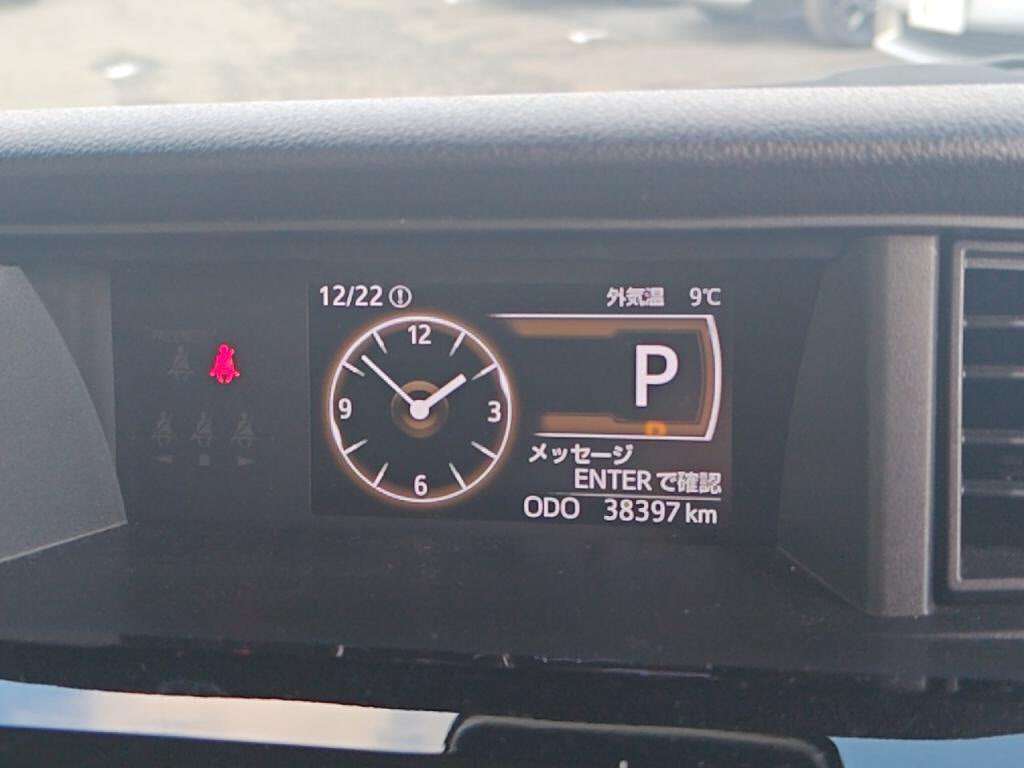 12/22 外気温 9℃
12
9 3
6
P
P
メッセージ
ENTERで確認
ODO 38397 km